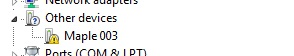 Network adapters
Other devices
Maple 003
Ports (COM & LPT)